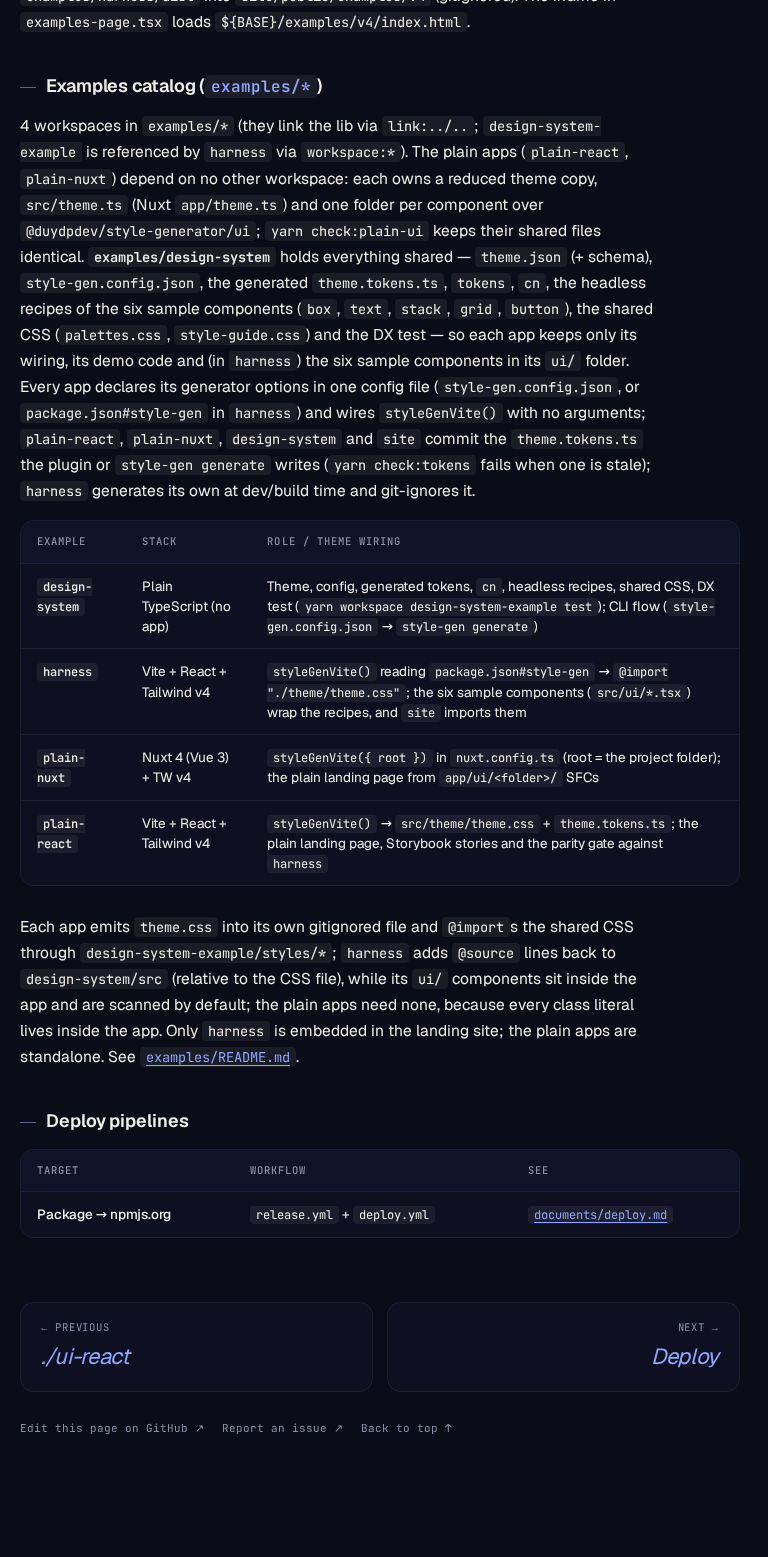 examples-page.tsx loads ${BASE}/examples/v4/index.html.
— Examples catalog (examples/*)
4 workspaces in examples/* (they link the lib via link:../..; design-system-
example is referenced by harness via workspace:*). The plain apps (plain-react,
plain-nuxt) depend on no other workspace: each owns a reduced theme copy,
src/theme.ts (Nuxt app/theme.ts) and one folder per component over
@duydpdev/style-generator/ui; yarn check:plain-ui keeps their shared files
identical. examples/design-system holds everything shared — theme.json (+ schema),
style-gen.config.json, the generated theme.tokens.ts, tokens, cn, the headless
recipes of the six sample components (box, text, stack, grid, button), the shared
CSS (palettes.css, style-guide.css) and the DX test — so each app keeps only its
wiring, its demo code and (in harness) the six sample components in its ui/ folder.
Every app declares its generator options in one config file (style-gen.config.json, or
package.json#style-gen in harness) and wires styleGenVite() with no arguments;
plain-react, plain-nuxt, design-system and site commit the theme.tokens.ts
the plugin or style-gen generate writes (yarn check:tokens fails when one is stale);
harness generates its own at dev/build time and git-ignores it.
EXAMPLE STACK ROLE / THEME WIRING
design-
system
Plain
TypeScript (no
app)
Theme, config, generated tokens, cn, headless recipes, shared CSS, DX
test (yarn workspace design-system-example test); CLI flow (style-
gen.config.json → style-gen generate)
harness
Vite + React +
Tailwind v4
styleGenVite() reading package.json#style-gen → @import
"./theme/theme.css"; the six sample components (src/ui/*.tsx)
wrap the recipes, and site imports them
plain-
nuxt
Nuxt 4 (Vue 3)
+ TW v4
styleGenVite({ root }) in nuxt.config.ts (root = the project folder);
the plain landing page from app/ui/<folder>/ SFCs
plain-
react
Vite + React +
Tailwind v4
styleGenVite() → src/theme/theme.css + theme.tokens.ts; the
plain landing page, Storybook stories and the parity gate against
harness
Each app emits theme.css into its own gitignored file and @imports the shared CSS
through design-system-example/styles/*; harness adds @source lines back to
design-system/src (relative to the CSS file), while its ui/ components sit inside the
app and are scanned by default; the plain apps need none, because every class literal
lives inside the app. Only harness is embedded in the landing site; the plain apps are
standalone. See examples/README.md.
— Deploy pipelines
TARGET WORKFLOW SEE
Package → npmjs.org release.yml + deploy.yml documents/deploy.md
← PREVIOUS
./ui-react
NEXT →
Deploy
Edit this page on GitHub ↗ Report an issue ↗ Back to top ↑